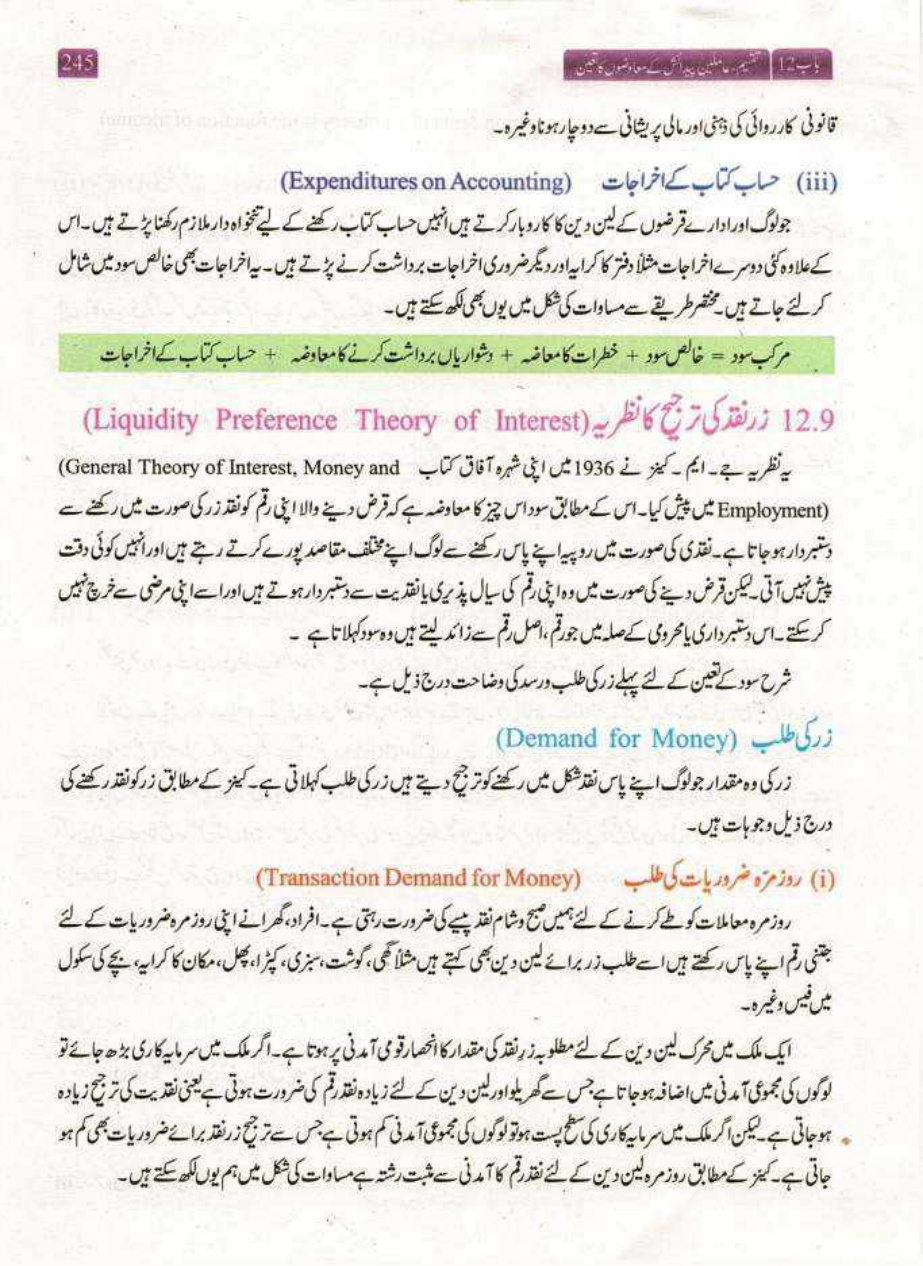 باب 12 تقسیم، عاملین پیدائش کے معاوضوں کا تعین
245
قانونی کارروائی کی ذہنی اور مالی پریشانی سے دوچار ہونا وغیرہ۔
(iii) حساب کتاب کے اخراجات (Expenditures on Accounting)
جو لوگ اور ادارے قرضوں کے لین دین کا کاروبار کرتے ہیں انہیں حساب کتاب رکھنے کے لیے تنخواہ دار ملازم رکھنا پڑتے ہیں۔ اس
کے علاوہ کئی دوسرے اخراجات مثلاً دفتر کا کرایہ اور دیگر ضروری اخراجات برداشت کرنے پڑتے ہیں۔ یہ اخراجات بھی خالص سود میں شامل
کر لئے جاتے ہیں۔ مختصر طریقے سے مساوات کی شکل میں یوں بھی لکھ سکتے ہیں۔
مرکب سود = خالص سود + خطرات کا معاضہ + دشواریاں برداشت کرنے کا معاوضہ + حساب کتاب کے اخراجات
12.9 زر نقد کی ترجیح کا نظریہ (Liquidity Preference Theory of Interest)
یہ نظریہ جے۔ ایم۔ کینز نے 1936 میں اپنی شہرہ آفاق کتاب (General Theory of Interest, Money and
Employment) میں پیش کیا۔ اس کے مطابق سود اس چیز کا معاوضہ ہے کہ قرض دینے والا اپنی رقم کو نقد زر کی صورت میں رکھنے سے
دستبردار ہو جاتا ہے۔ نقدی کی صورت میں روپیہ اپنے پاس رکھنے سے لوگ اپنے مختلف مقاصد پورے کرتے رہتے ہیں اور انہیں کوئی دقت
پیش نہیں آتی۔ لیکن قرض دینے کی صورت میں وہ اپنی رقم کی سیال پذیری یا نقدیت سے دستبردار ہوتے ہیں اور اسے اپنی مرضی سے خرچ نہیں
کر سکتے۔ اس دستبرداری یا محرومی کے صلہ میں جو رقم، اصل رقم سے زائد لیتے ہیں وہ سود کہلاتا ہے ۔
شرح سود کے تعین کے لئے پہلے زر کی طلب و رسد کی وضاحت درج ذیل ہے۔
زر کی طلب (Demand for Money)
زر کی وہ مقدار جو لوگ اپنے پاس نقد شکل میں رکھنے کو ترجیح دیتے ہیں زر کی طلب کہلاتی ہے۔ کینز کے مطابق زر کو نقد رکھنے کی
درج ذیل وجوہات ہیں۔
(i) روزمرّہ ضروریات کی طلب (Transaction Demand for Money)
روزمرہ معاملات کو طے کرنے کے لئے ہمیں صبح و شام نقد پیسے کی ضرورت رہتی ہے۔ افراد، گھرانے اپنی روزمرہ ضروریات کے لئے
جتنی رقم اپنے پاس رکھتے ہیں اسے طلب زر برائے لین دین بھی کہتے ہیں مثلاً گھی، گوشت، سبزی، کپڑا، پھل، مکان کا کرایہ، بچے کی سکول
میں فیس وغیرہ۔
ایک ملک میں محرک لین دین کے لئے مطلوبہ زرِ نقد کی مقدار کا انحصار قومی آمدنی پر ہوتا ہے۔ اگر ملک میں سرمایہ کاری بڑھ جائے تو
لوگوں کی مجموعی آمدنی میں اضافہ ہو جاتا ہے جس سے گھریلو اور لین دین کے لئے زیادہ نقد رقم کی ضرورت ہوتی ہے یعنی نقدیت کی ترجیح زیادہ
ہو جاتی ہے۔ لیکن اگر ملک میں سرمایہ کاری کی سطح پست ہو تو لوگوں کی مجموعی آمدنی کم ہوتی ہے جس سے ترجیح زر نقد برائے ضروریات بھی کم ہو
جاتی ہے۔ کینز کے مطابق روزمرہ لین دین کے لئے نقد رقم کا آمدنی سے مثبت رشتہ ہے مساوات کی شکل میں ہم یوں لکھ سکتے ہیں۔